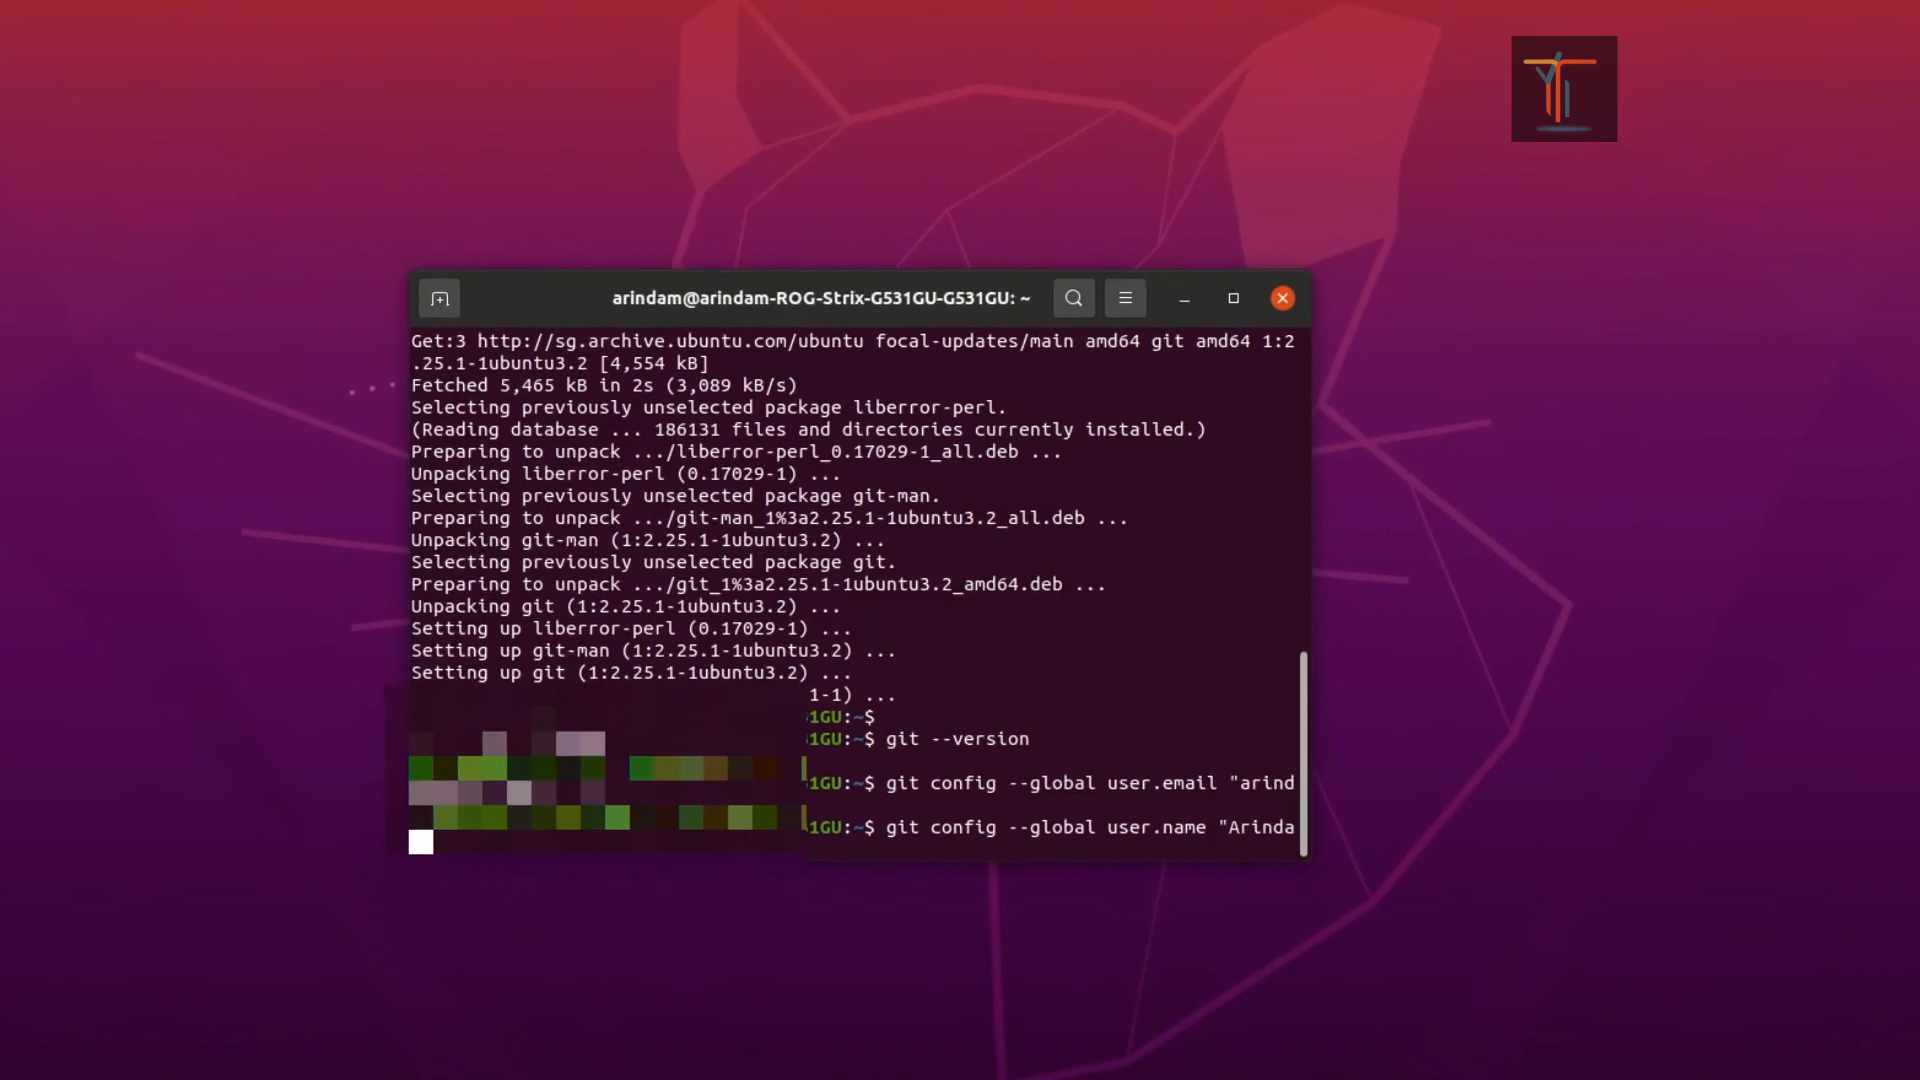 arindam@arindam-ROG-Strix-G531GU-G531GU: ~
Get:3 http://sg.archive.ubuntu.com/ubuntu focal-updates/main amd64 git amd64 1:2
.25.1-1ubuntu3.2 [4,554 kB]
Fetched 5,465 kB in 2s (3,089 kB/s)
Selecting previously unselected package liberror-perl.
(Reading database ... 186131 files and directories currently installed.)
Preparing to unpack .../liberror-perl_0.17029-1_all.deb ...
Unpacking liberror-perl (0.17029-1) ...
Selecting previously unselected package git-man.
Preparing to unpack .../git-man_1%3a2.25.1-1ubuntu3.2_all.deb ...
Unpacking git-man (1:2.25.1-1ubuntu3.2) ...
Selecting previously unselected package git.
Preparing to unpack .../git_1%3a2.25.1-1ubuntu3.2_amd64.deb ...
Unpacking git (1:2.25.1-1ubuntu3.2) ...
Setting up liberror-perl (0.17029-1) ...
Setting up git-man (1:2.25.1-1ubuntu3.2) ...
Setting up git (1:2.25.1-1ubuntu3.2) ...
1-1) ...
1GU:~$
1GU:~$ git --version
1GU:~$ git config --global user.email "arind
1GU:~$ git config --global user.name "Arinda